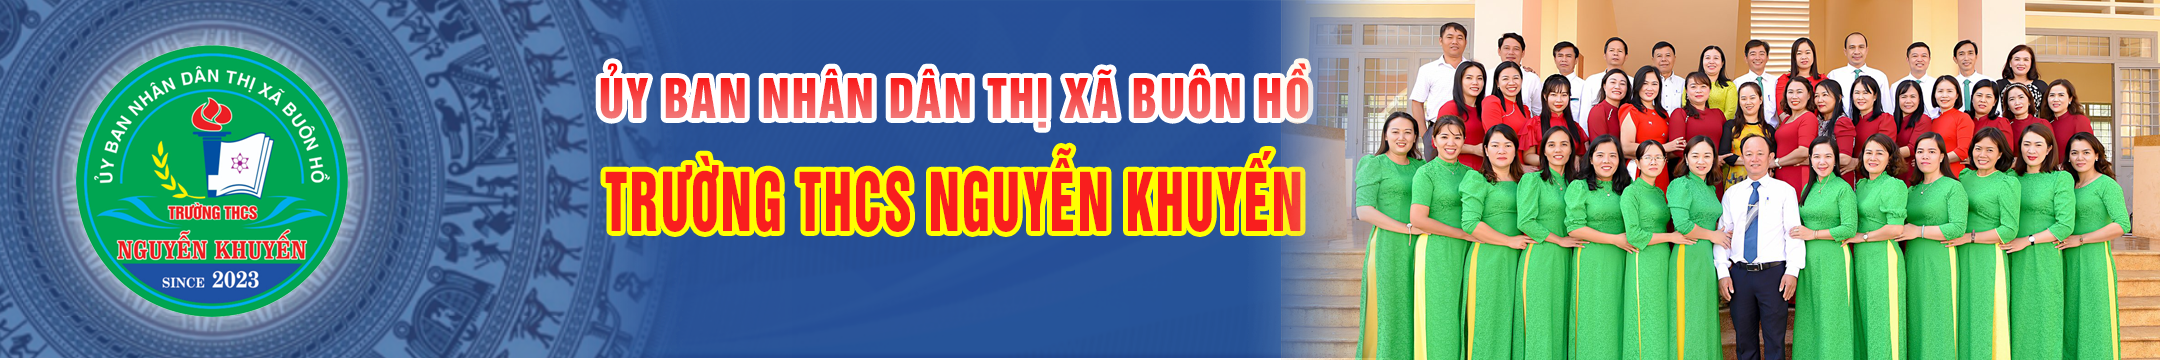 ỦY BAN NHÂN DÂN THỊ XÃ BUÔN HỒ
TRƯỜNG THCS
NGUYỄN KHUYẾN
SINCE 2023
ỦY BAN NHÂN DÂN THỊ XÃ BUÔN HỒ
TRƯỜNG THCS NGUYỄN KHUYẾN